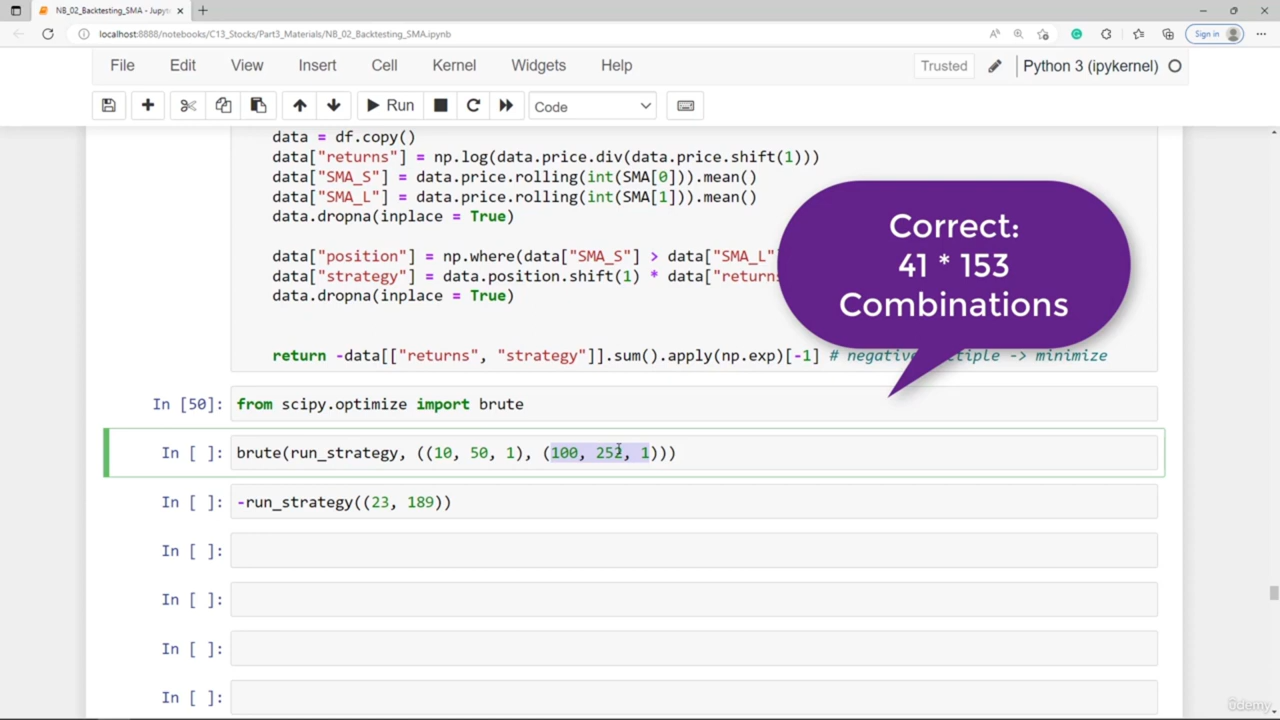 NB_02_Backtesting_SMA - Jupyt
localhost:8888/notebooks/C13_Stocks/Part3_Materials/NB_02_Backtesting_SMA.ipynb
Sign in
File Edit View Insert Cell Kernel Widgets Help
Trusted
Python 3 (ipykernel)
Run
Code
data = df.copy()
data["returns"] = np.log(data.price.div(data.price.shift(1)))
data["SMA_S"] = data.price.rolling(int(SMA[0])).mean()
data["SMA_L"] = data.price.rolling(int(SMA[1])).mean()
data.dropna(inplace = True)
data["position"] = np.where(data["SMA_S"] > data["SMA_L"
data["strategy"] = data.position.shift(1) * data["returns
data.dropna(inplace = True)
return -data[["returns", "strategy"]].sum().apply(np.exp)[-1] # negative multiple -> minimize
Correct:
41 * 153
Combinations
In [50]: from scipy.optimize import brute
In [ ]: brute(run_strategy, ((10, 50, 1), (100, 252, 1)))
In [ ]: -run_strategy((23, 189))
In [ ]:
In [ ]:
In [ ]:
In [ ]:
ûdemy